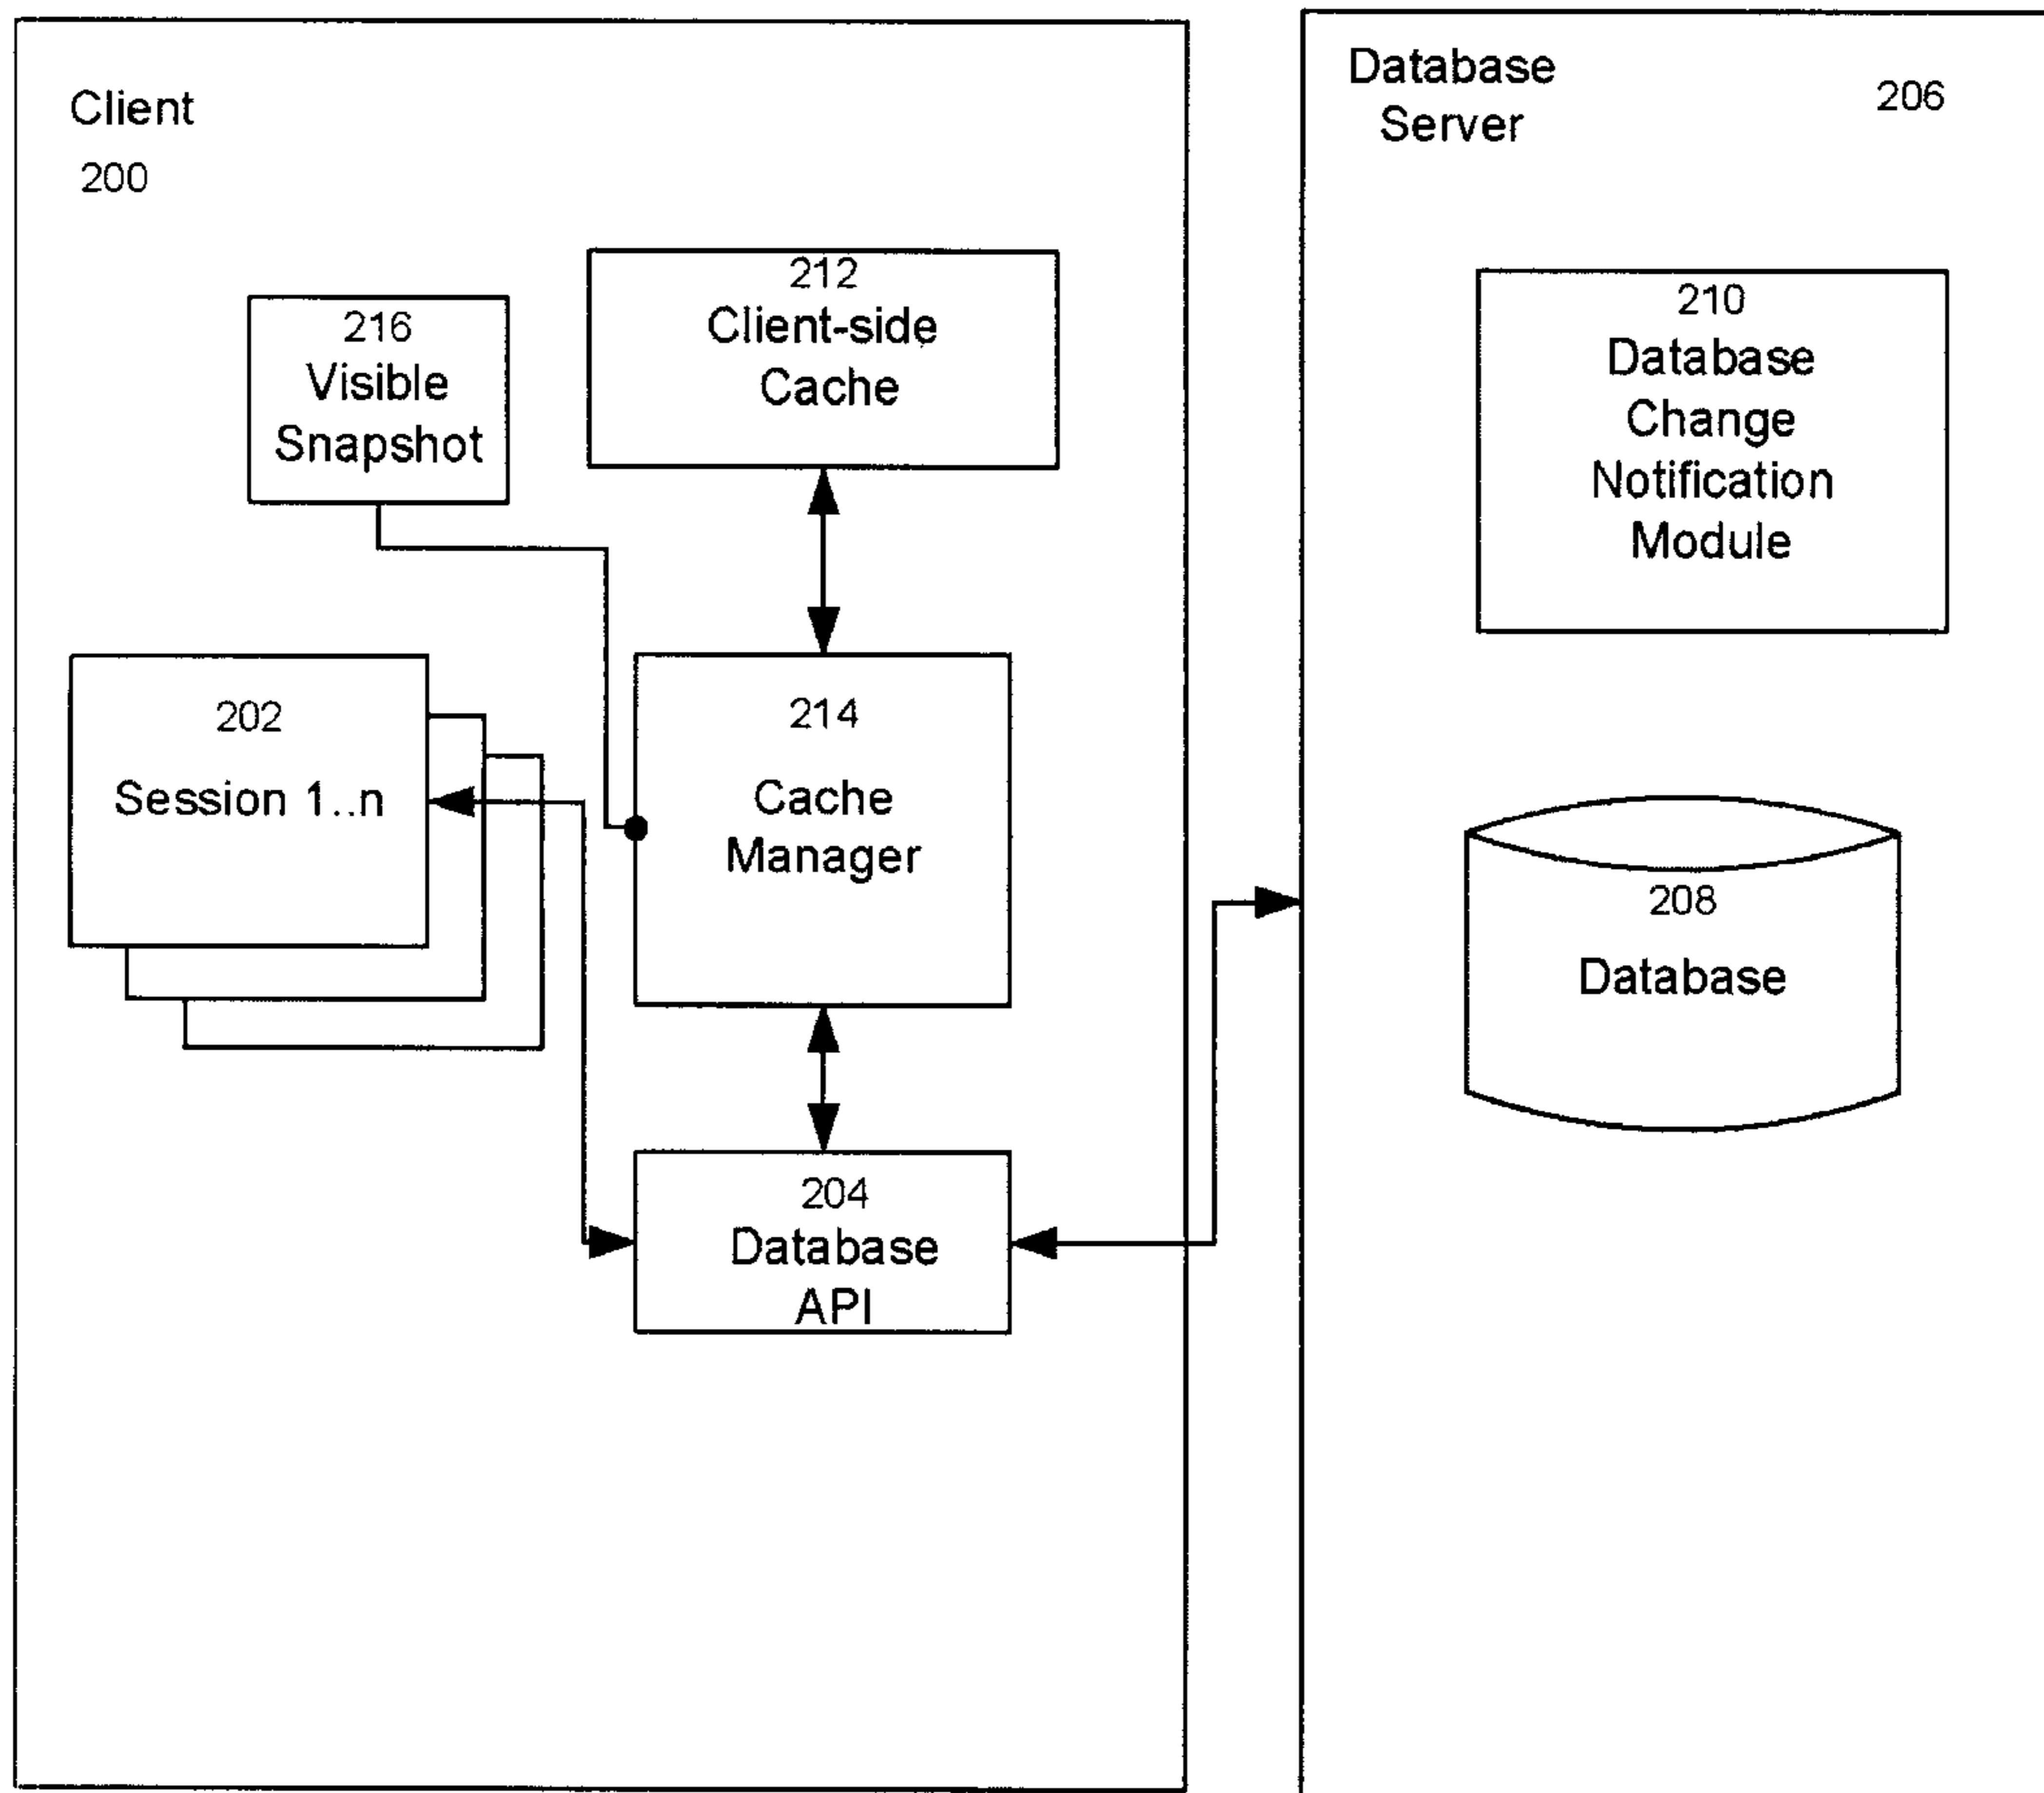 Client
200
216
Visible
Snapshot
212
Client-side
Cache
202
Session 1..n
214
Cache
Manager
204
Database
API
Database
Server
206
210
Database
Change
Notification
Module
208
Database